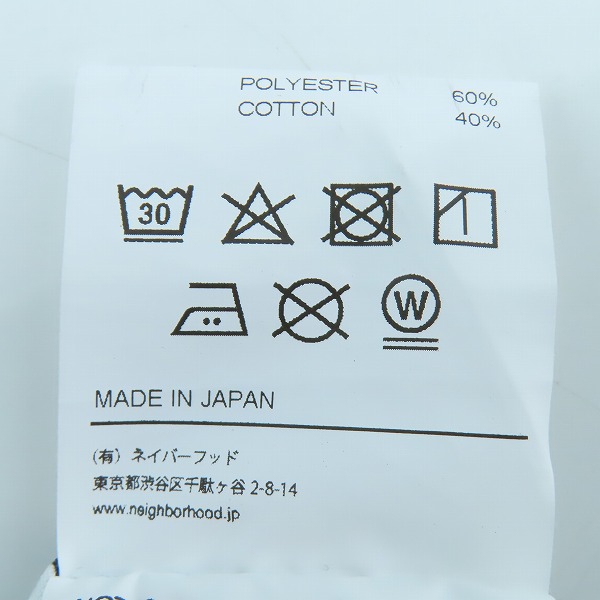 POLYESTER 60%
COTTON 40%
30
W
MADE IN JAPAN
(有) ネイバーフッド
東京都渋谷区千駄ヶ谷 2-8-14
www.neighborhood.jp